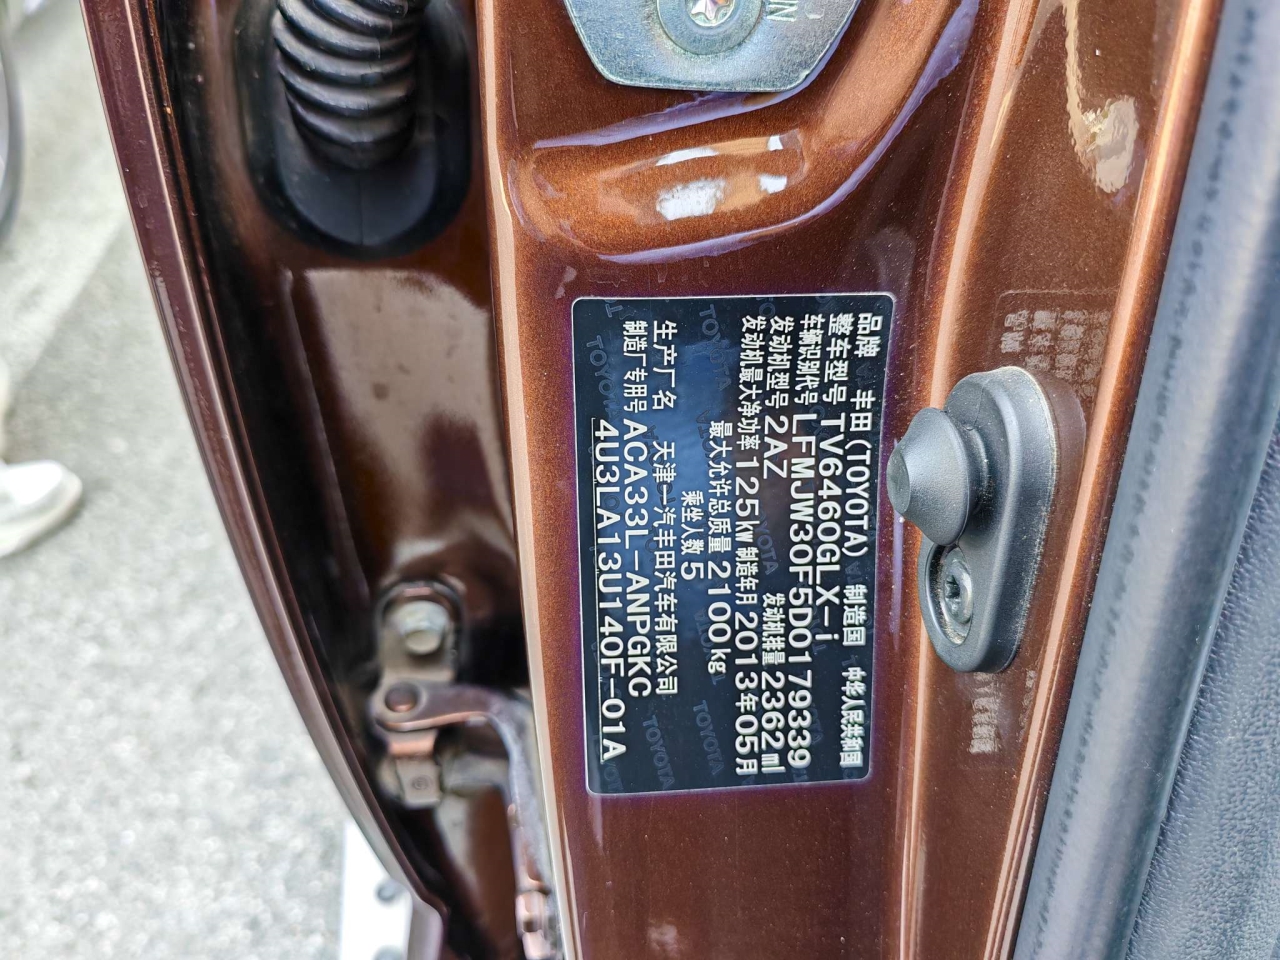 品牌 丰田(TOYOTA) 制造国 中华人民共和国
整车型号 TV6460GLX-i
车辆识别代号 LFMJW30F5D0179339
发动机型号 2AZ 发动机排量 2362ml
发动机最大净功率 125kW 制造年月 2013年05月
最大允许总质量 2100kg
乘坐人数 5
生产厂名 天津一汽丰田汽车有限公司
制造厂专用号 ACA33L-ANPGKC
4U3LA13U140F-01A